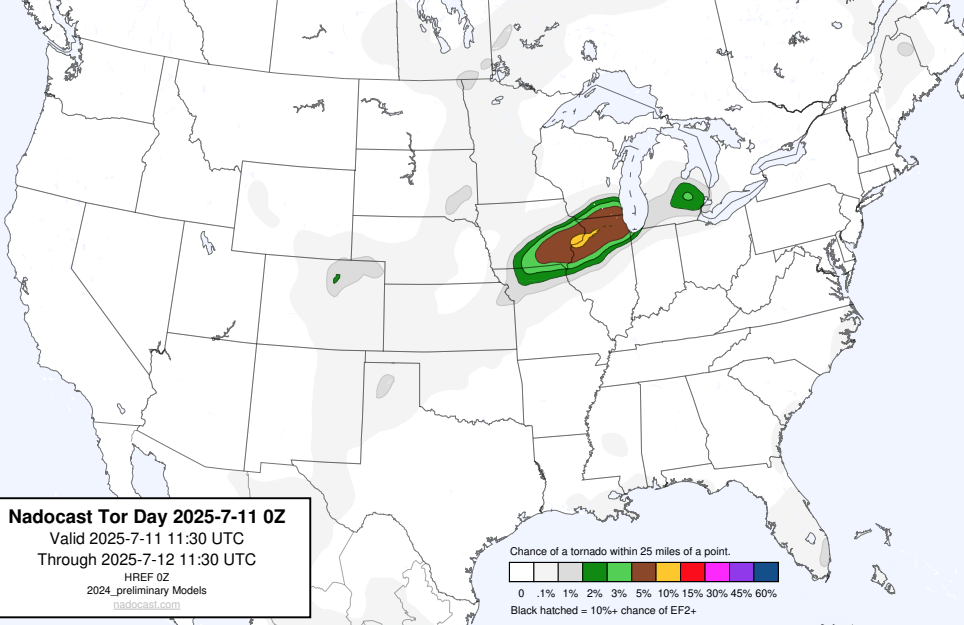 Nadocast Tor Day 2025-7-11 0Z
Valid 2025-7-11 11:30 UTC
Through 2025-7-12 11:30 UTC
HREF 0Z
2024_preliminary Models
nadocast.com
Chance of a tornado within 25 miles of a point.
0 .1% 1% 2% 3% 5% 10% 15% 30% 45% 60%
Black hatched = 10%+ chance of EF2+